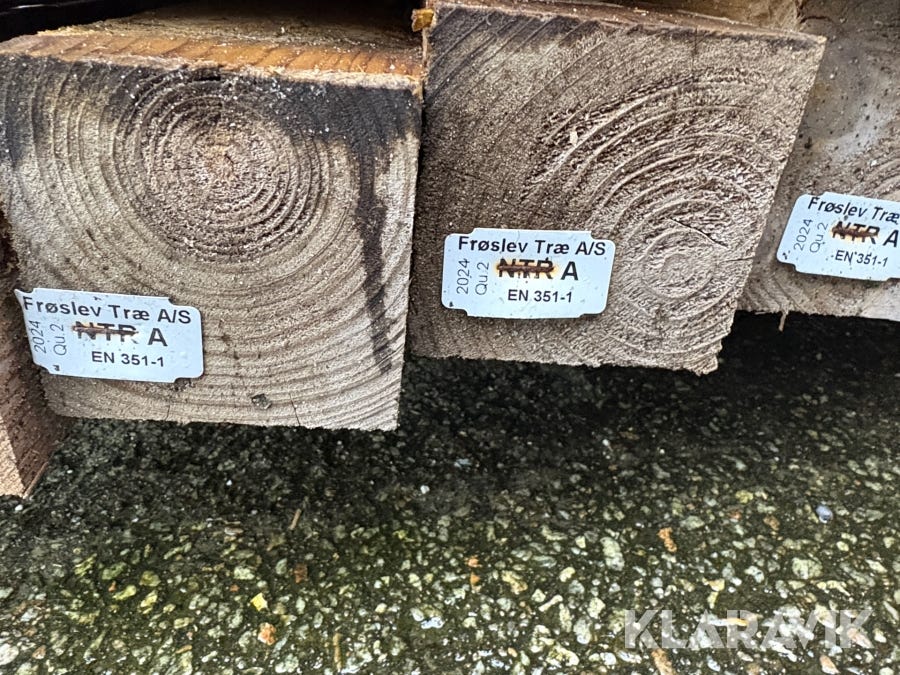 Frøslev Træ A/S
2024
Qu.2
NTR A
EN 351-1
Frøslev Træ A/S
2024
Qu.2
NTR A
EN 351-1
Frøslev Træ
2024
Qu.2
NTR A
EN 351-1
KLARAVIK